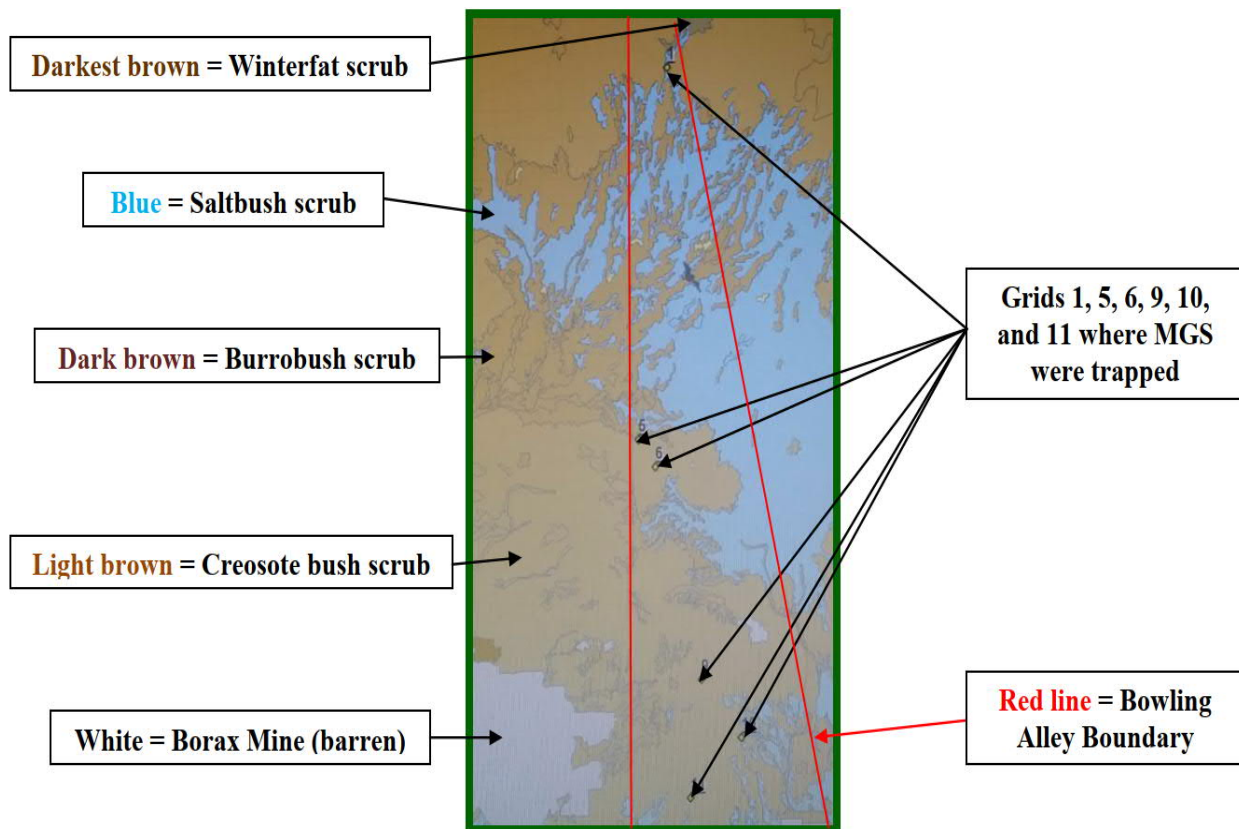 Darkest brown = Winterfat scrub
Blue = Saltbush scrub
Dark brown = Burrobush scrub
Light brown = Creosote bush scrub
White = Borax Mine (barren)
Grids 1, 5, 6, 9, 10,
and 11 where MGS
were trapped
Red line = Bowling
Alley Boundary
5
6